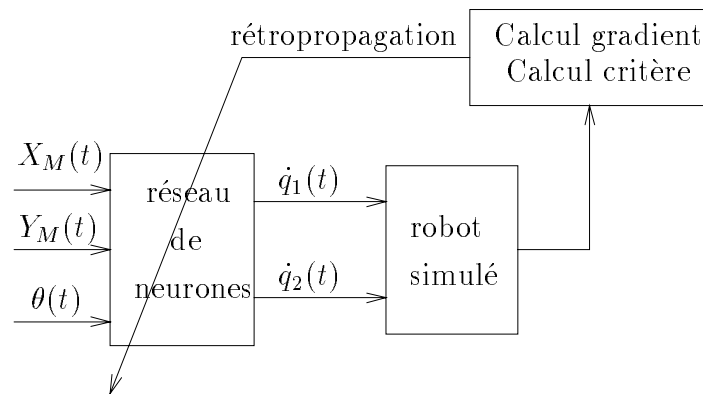 rétropropagation
Calcul gradient
Calcul critère
X_M(t)
Y_M(t)
θ(t)
réseau
de
neurones
q̇_1(t)
q̇_2(t)
robot
simulé